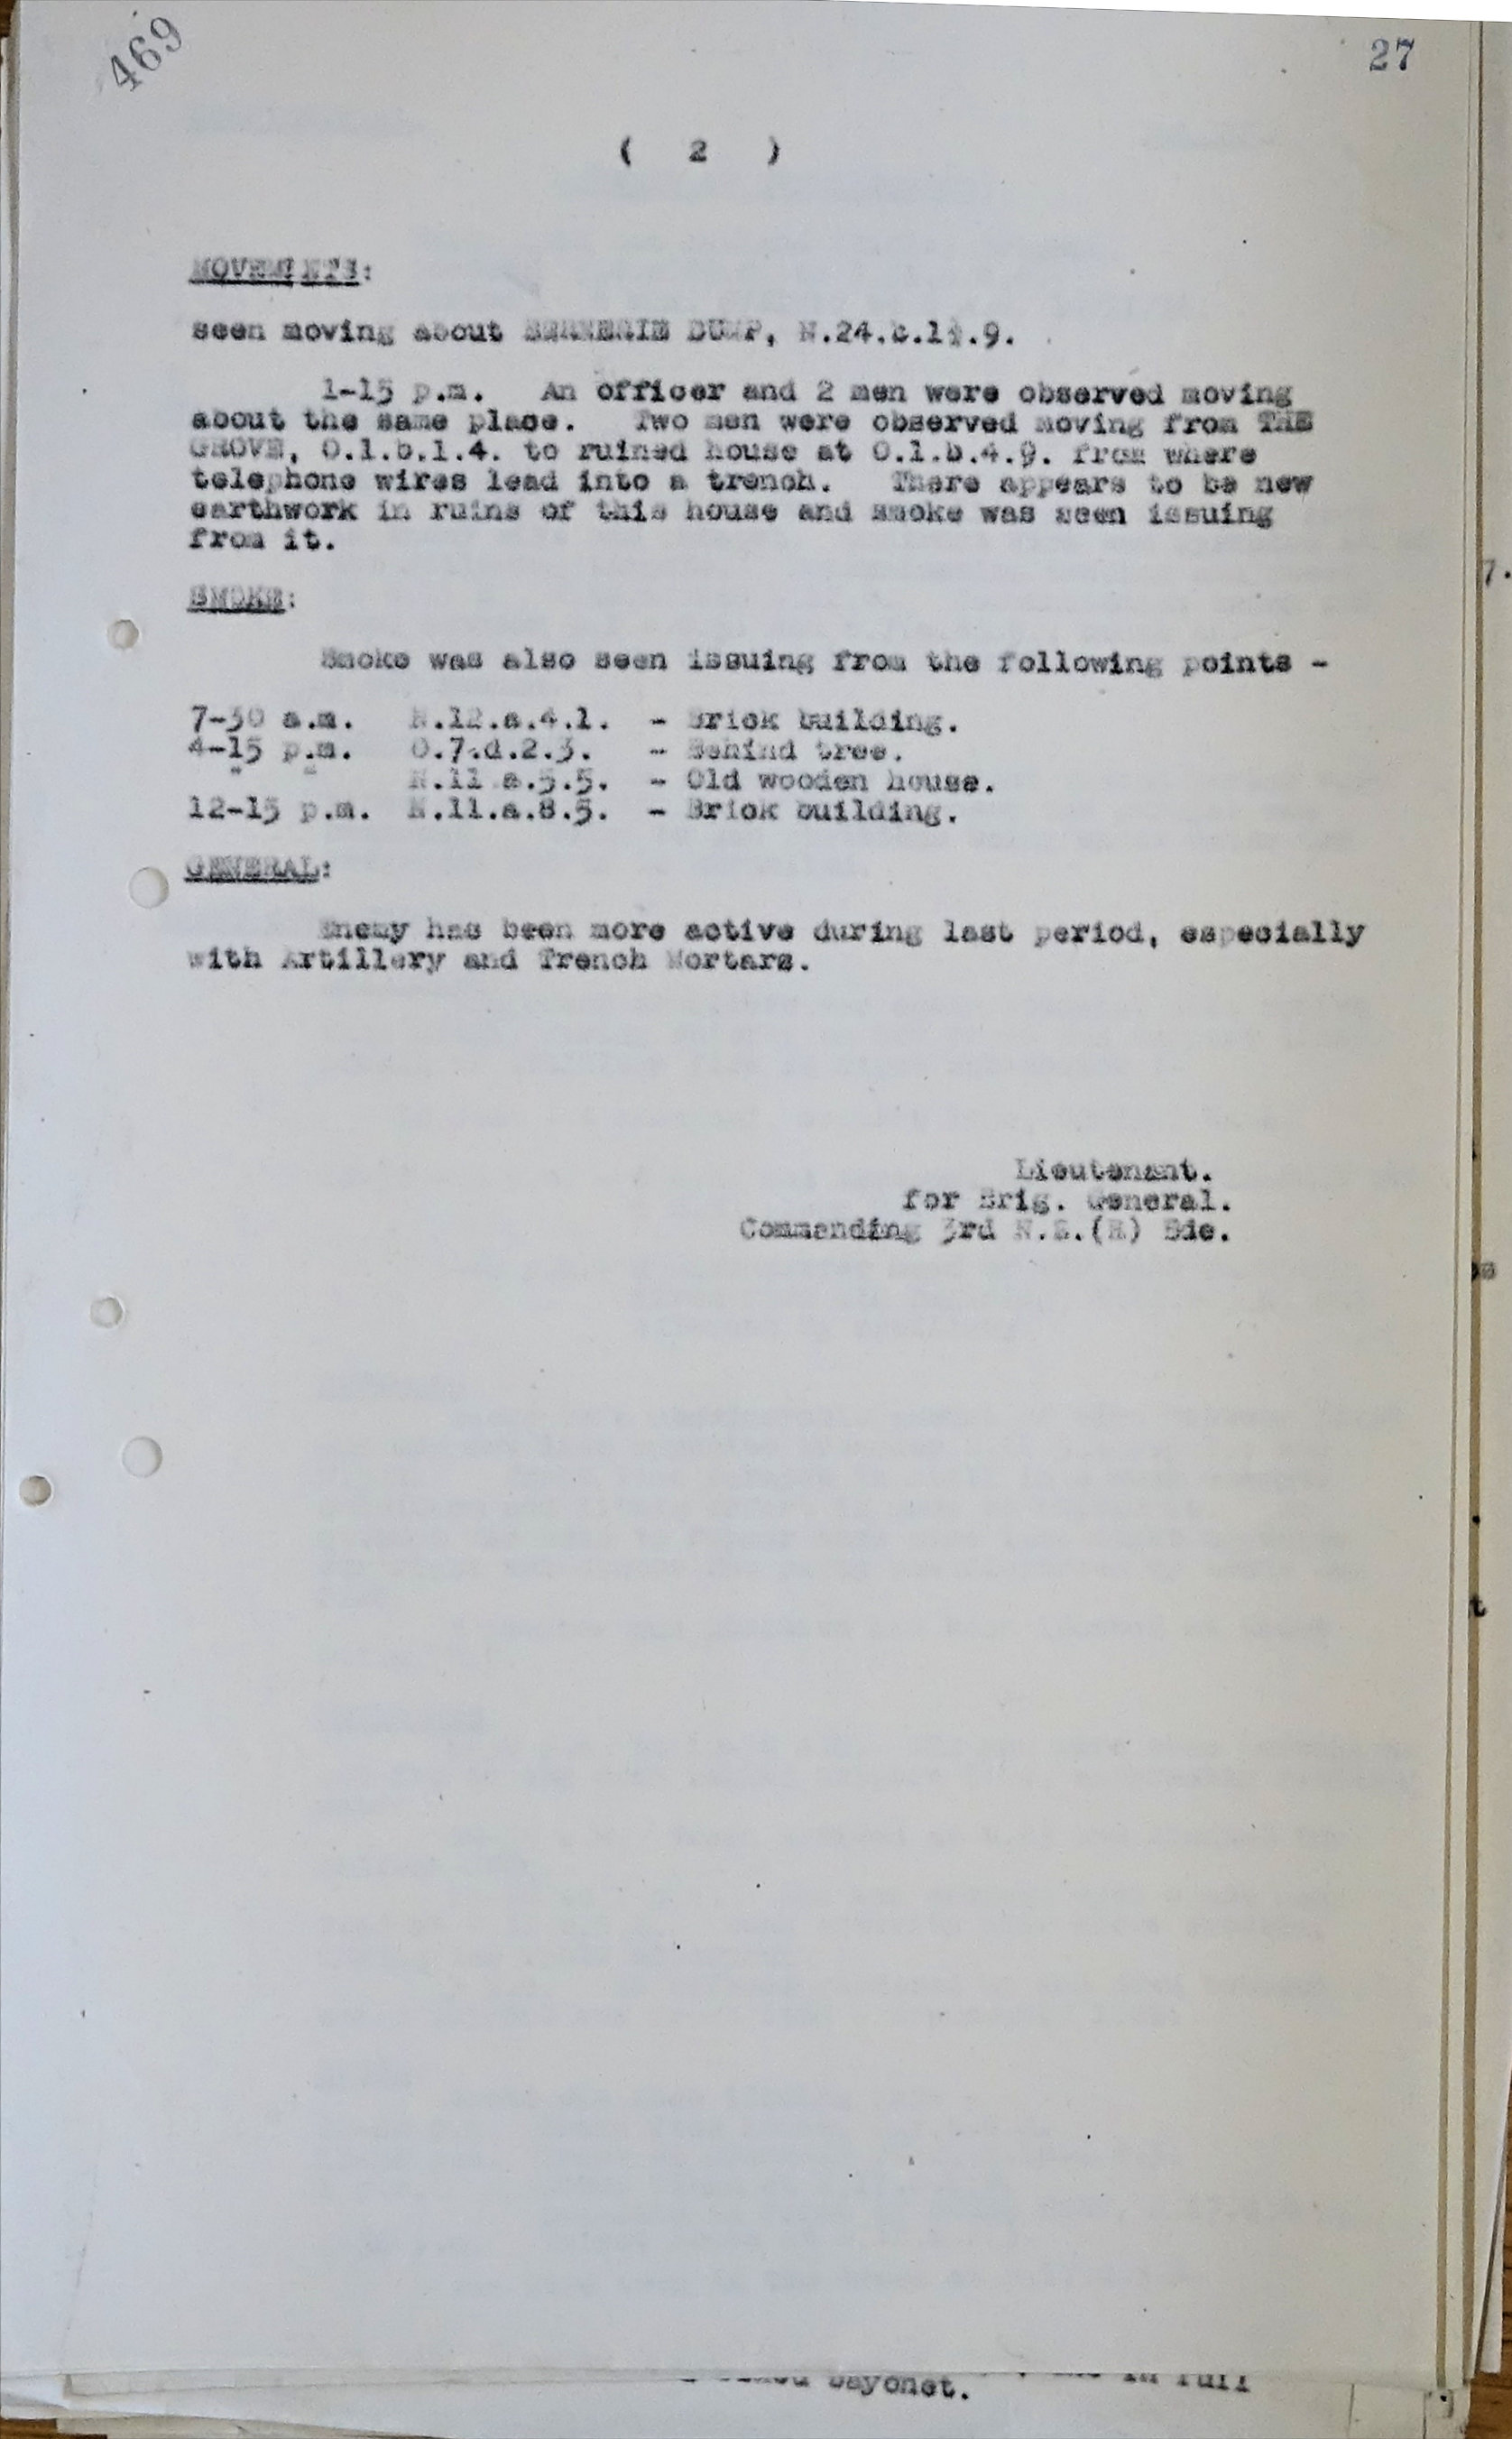 469
27
( 2 )
MOVEMENTS:
seen moving about DUMP, N.24.
1-15 p.m. An officer and 2 men were observed moving
about the same place. Two men were observed moving from THE
GROVE, O.1.b.1.4. to ruined house at O.1.b.4.9. from where
telephone wires lead into a trench. There appears to be new
earthwork in ruins of this house and smoke was seen issuing
from it.
SMOKE:
Smoke was also seen issuing from the following points -
7-30 a.m. N.12.a.4.1. - Brick building.
4-15 p.m. O.7.d.2.3. - Behind tree.
" " N.11 a.5.5. - Old wooden house.
12-15 p.m. N.11.a.8.5. - Brick building.
GENERAL:
Enemy has been more active during last period, especially
with Artillery and Trench Mortars.
Lieutenant.
for Brig. General.
Commanding 3rd N.Z.(R) Bde.
7.
t
in full
bayonet.